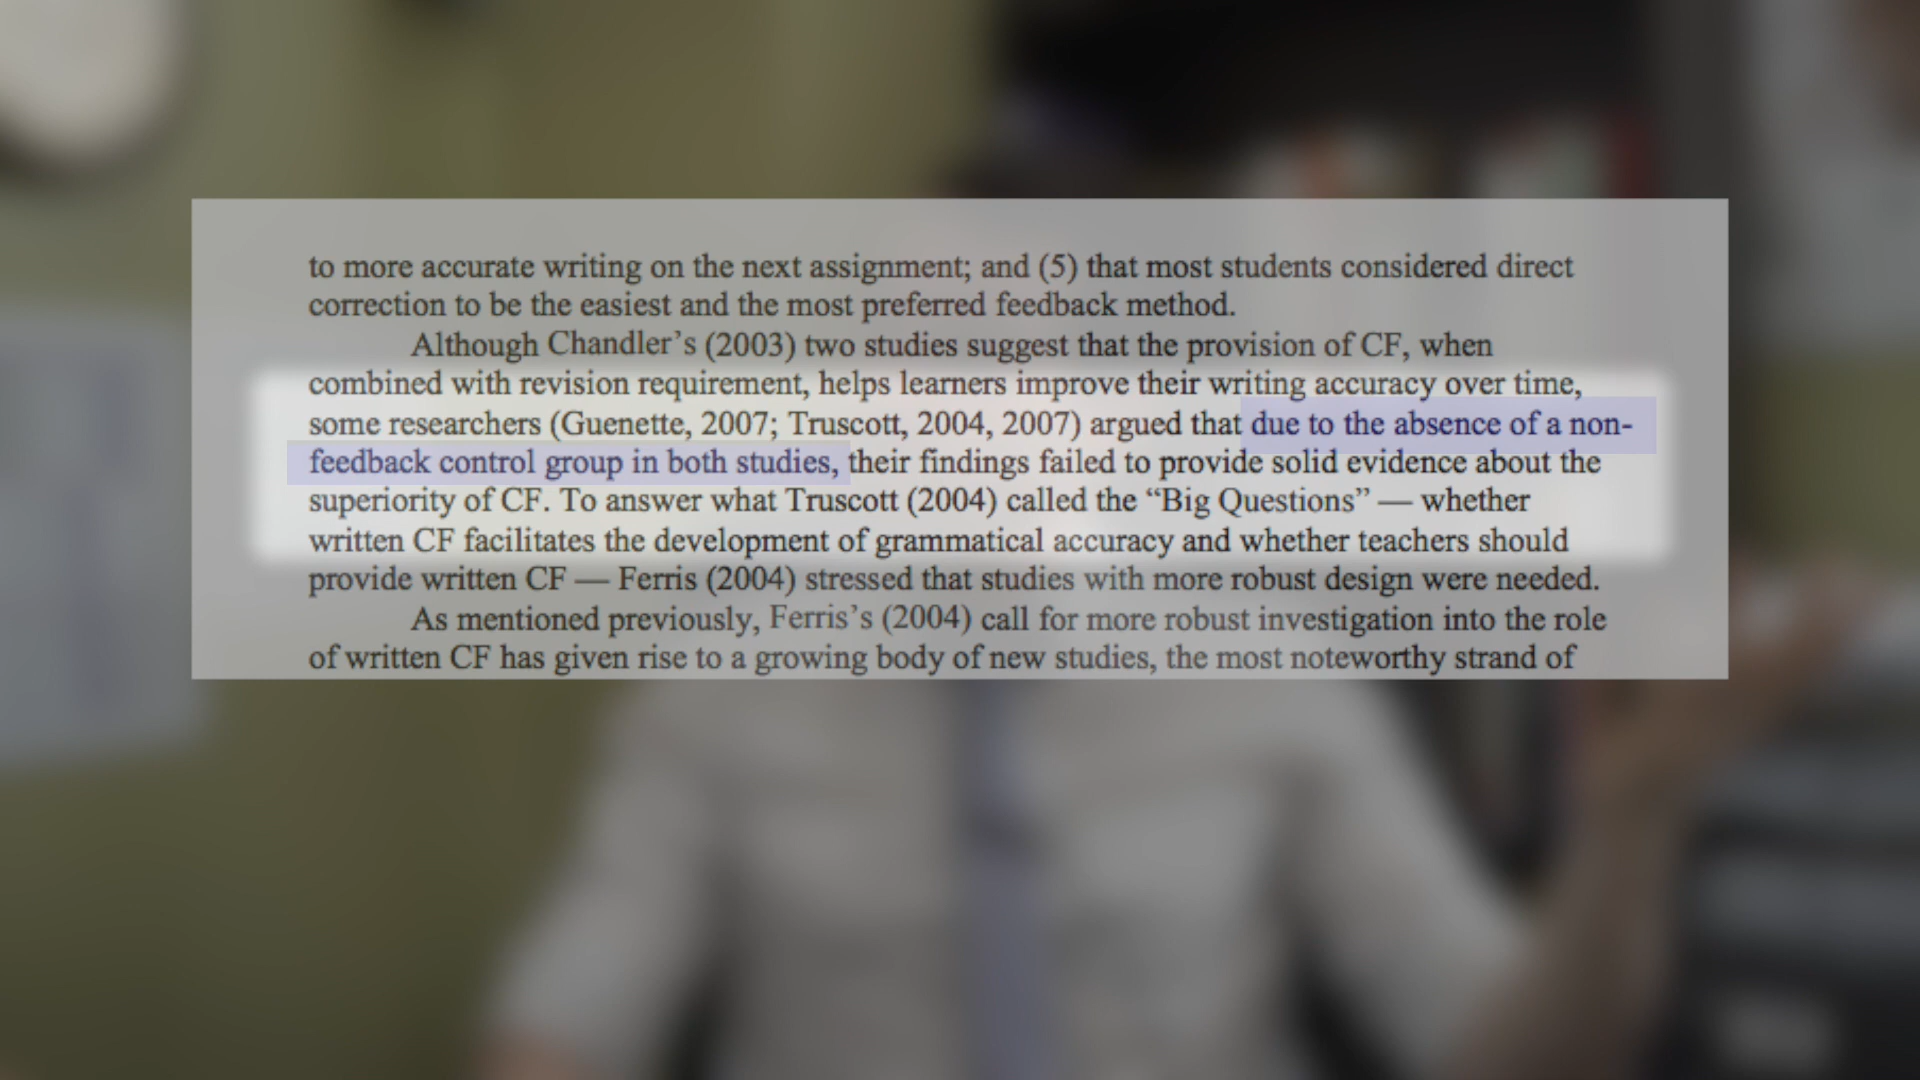 to more accurate writing on the next assignment; and (5) that most students considered direct
correction to be the easiest and the most preferred feedback method.
Although Chandler’s (2003) two studies suggest that the provision of CF, when
combined with revision requirement, helps learners improve their writing accuracy over time,
some researchers (Guenette, 2007; Truscott, 2004, 2007) argued that due to the absence of a non-
feedback control group in both studies, their findings failed to provide solid evidence about the
superiority of CF. To answer what Truscott (2004) called the “Big Questions” — whether
written CF facilitates the development of grammatical accuracy and whether teachers should
provide written CF — Ferris (2004) stressed that studies with more robust design were needed.
As mentioned previously, Ferris’s (2004) call for more robust investigation into the role
of written CF has given rise to a growing body of new studies, the most noteworthy strand of